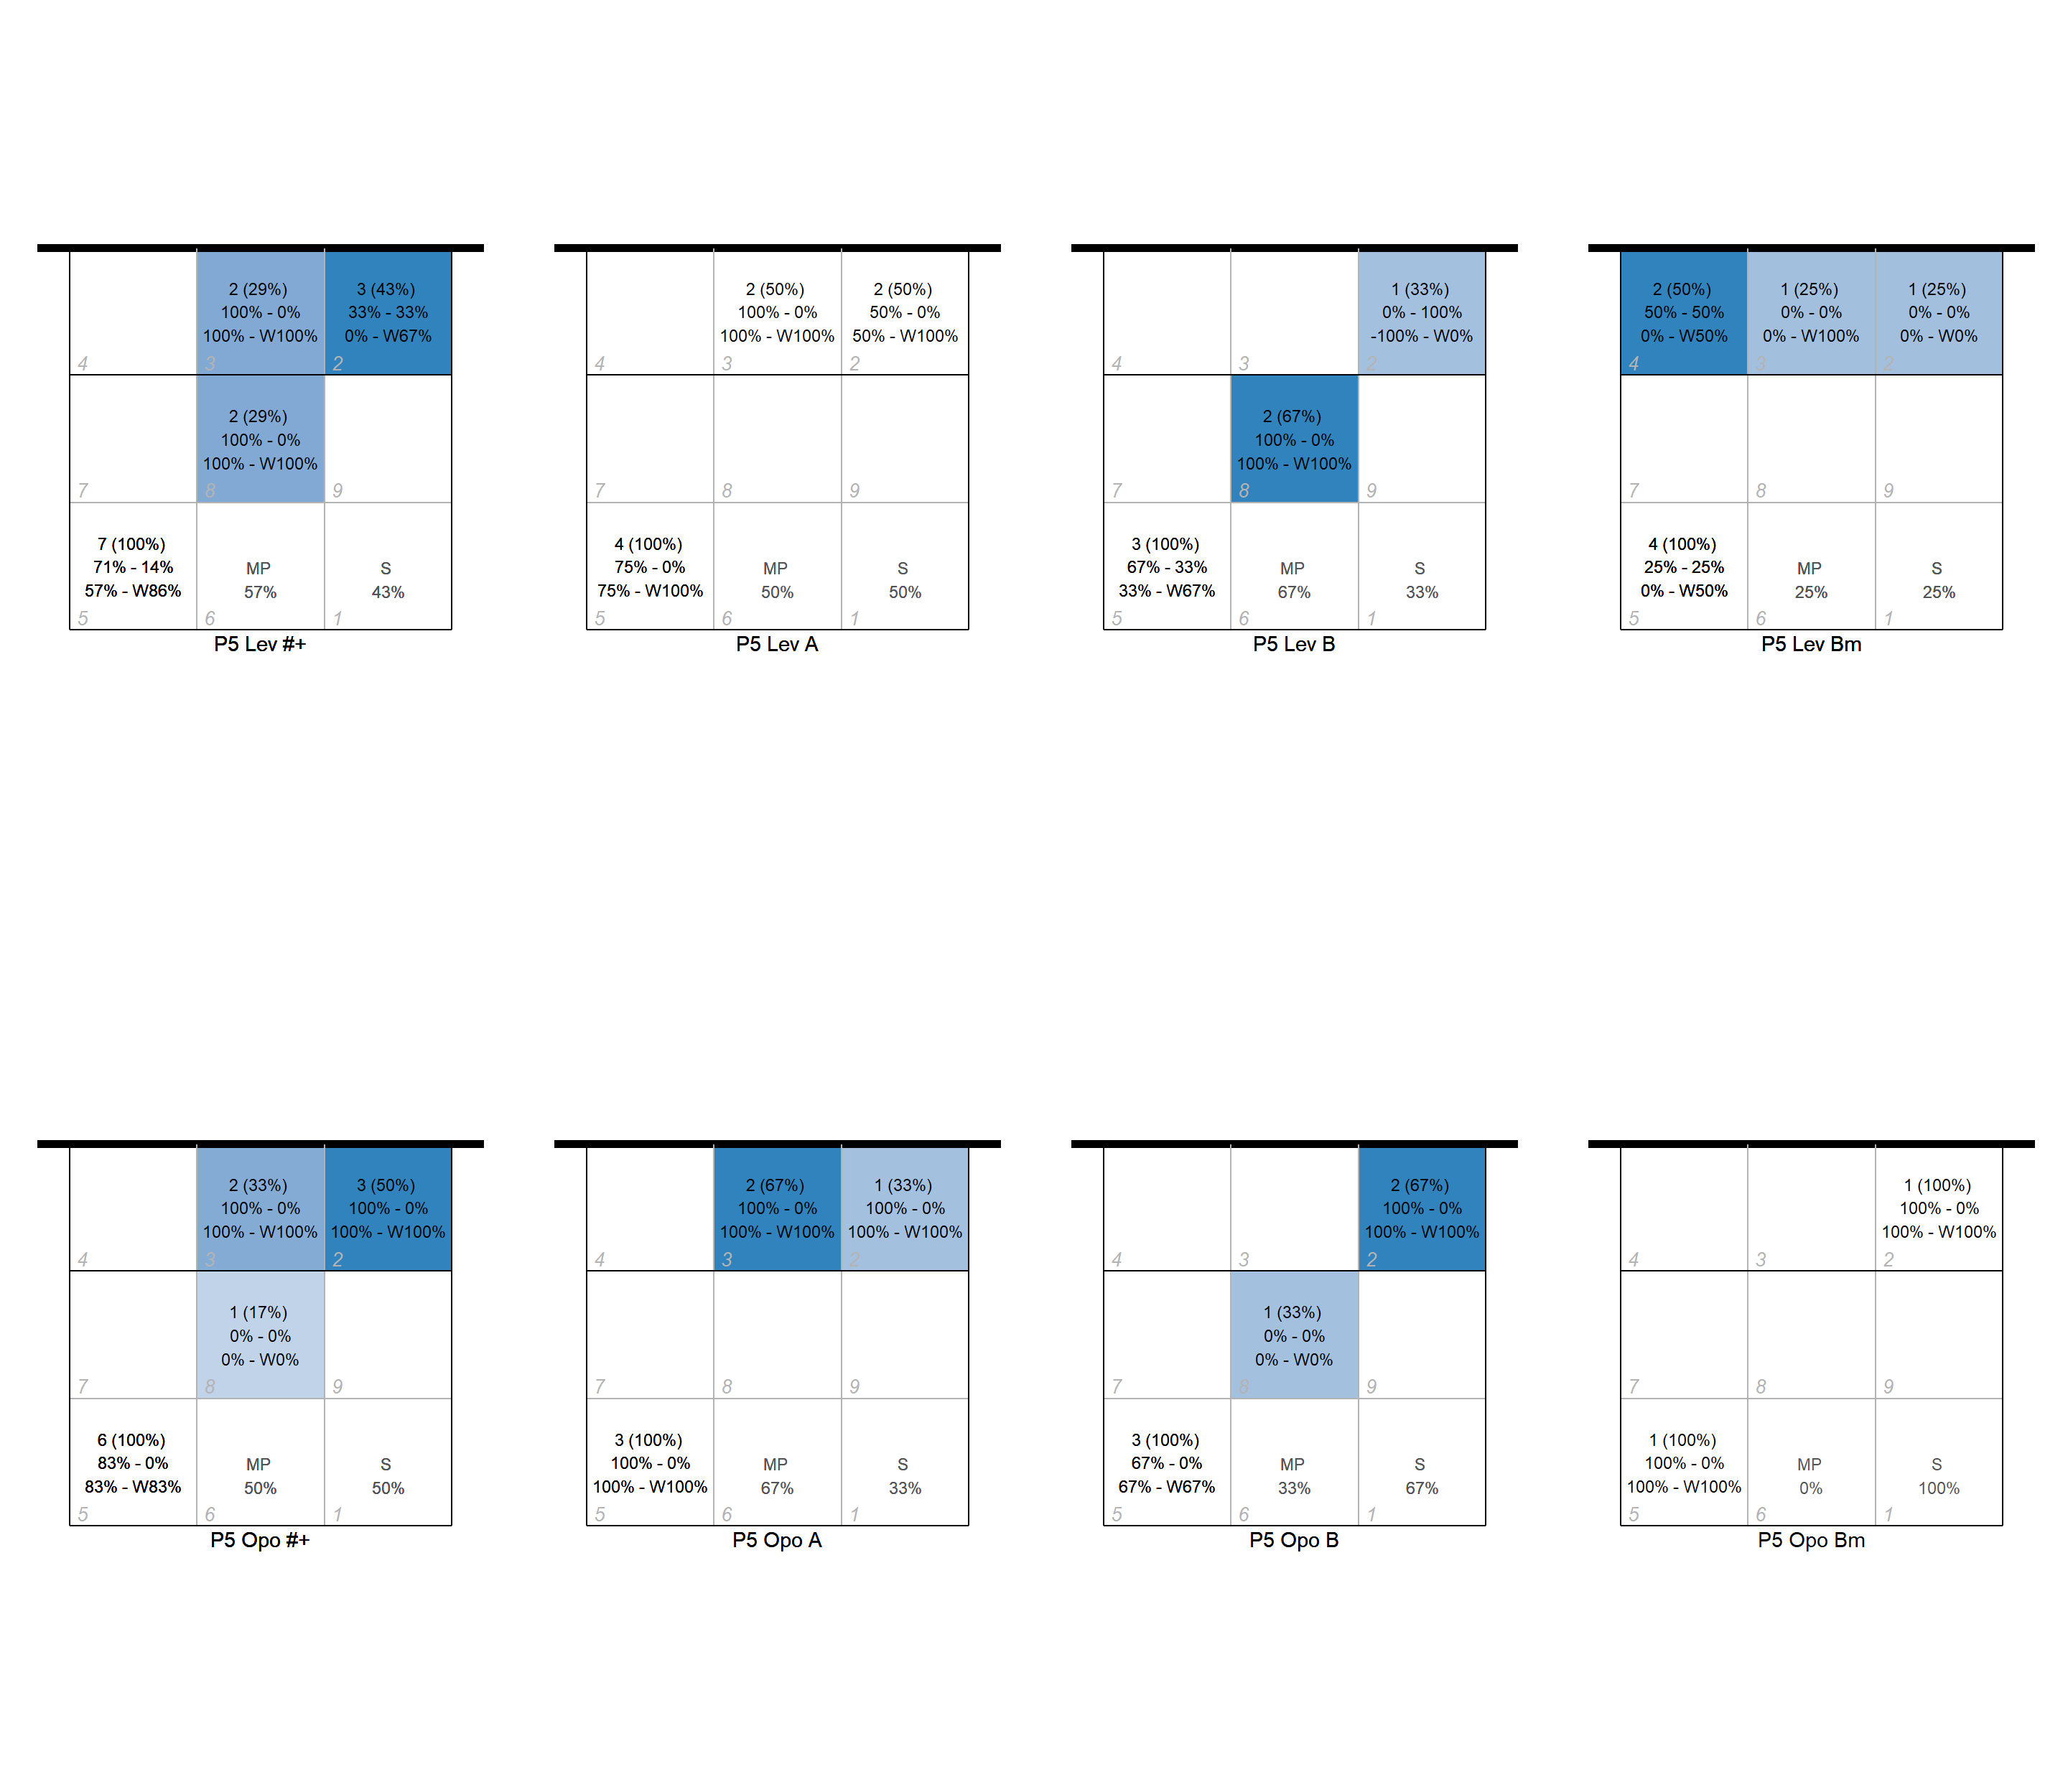 2 (29%)
100% - 0%
100% - W100%
3 (43%)
33% - 33%
0% - W67%
4
3
2
2 (29%)
100% - 0%
100% - W100%
7
8
9
7 (100%)
71% - 14%
57% - W86%
MP
57%
S
43%
5
6
1
P5 Lev #+
2 (50%)
100% - 0%
100% - W100%
2 (50%)
50% - 0%
50% - W100%
4
3
2
7
8
9
4 (100%)
75% - 0%
75% - W100%
MP
50%
S
50%
5
6
1
P5 Lev A
1 (33%)
0% - 100%
-100% - W0%
4
3
2
2 (67%)
100% - 0%
100% - W100%
7
8
9
3 (100%)
67% - 33%
33% - W67%
MP
67%
S
33%
5
6
1
P5 Lev B
2 (50%)
50% - 50%
0% - W50%
1 (25%)
0% - 0%
0% - W100%
1 (25%)
0% - 0%
0% - W0%
4
3
2
7
8
9
4 (100%)
25% - 25%
0% - W50%
MP
25%
S
25%
5
6
1
P5 Lev Bm
2 (33%)
100% - 0%
100% - W100%
3 (50%)
100% - 0%
100% - W100%
4
3
2
1 (17%)
0% - 0%
0% - W0%
7
8
9
6 (100%)
83% - 0%
83% - W83%
MP
50%
S
50%
5
6
1
P5 Opo #+
2 (67%)
100% - 0%
100% - W100%
1 (33%)
100% - 0%
100% - W100%
4
3
2
7
8
9
3 (100%)
100% - 0%
100% - W100%
MP
67%
S
33%
5
6
1
P5 Opo A
2 (67%)
100% - 0%
100% - W100%
4
3
2
1 (33%)
0% - 0%
0% - W0%
7
8
9
3 (100%)
67% - 0%
67% - W67%
MP
33%
S
67%
5
6
1
P5 Opo B
1 (100%)
100% - 0%
100% - W100%
4
3
2
7
8
9
1 (100%)
100% - 0%
100% - W100%
MP
0%
S
100%
5
6
1
P5 Opo Bm